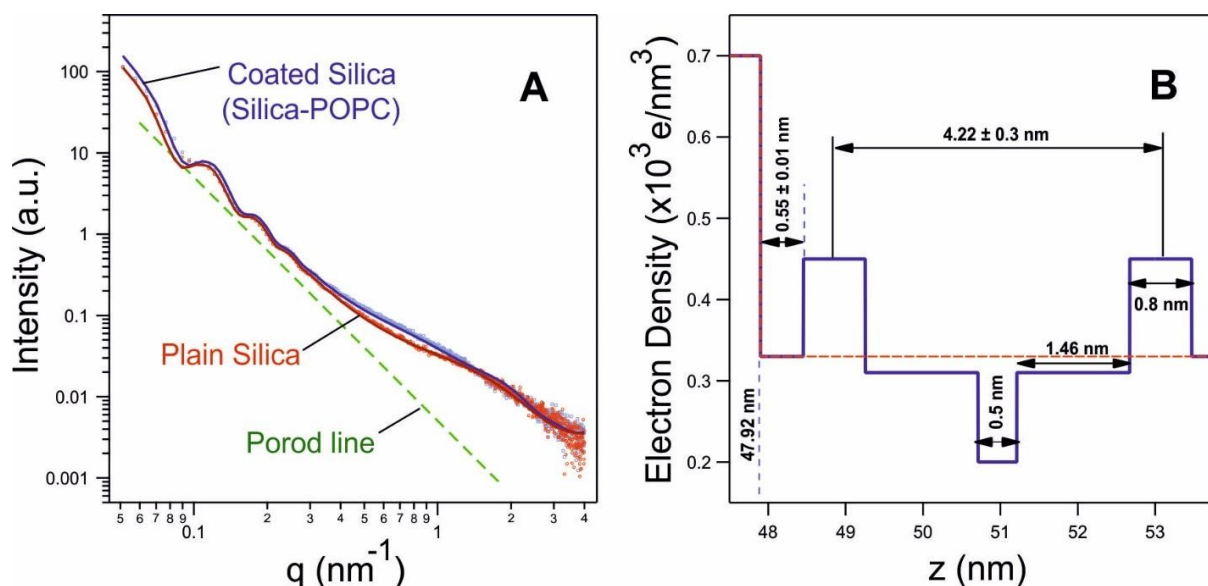 A
Coated Silica
(Silica-POPC)
Plain Silica
Porod line
Intensity (a.u.)
100
10
1
0.1
0.01
0.001
5 6 7 8 9 0.1 2 3 4 5 6 7 8 9 1 2 3 4
q (nm-1)
B
Electron Density (x10³ e/nm³)
0.7
0.6
0.5
0.4
0.3
0.2
4.22 ± 0.3 nm
0.55 ± 0.01 nm
0.8 nm
1.46 nm
0.5 nm
47.92 nm
48 49 50 51 52 53
z (nm)